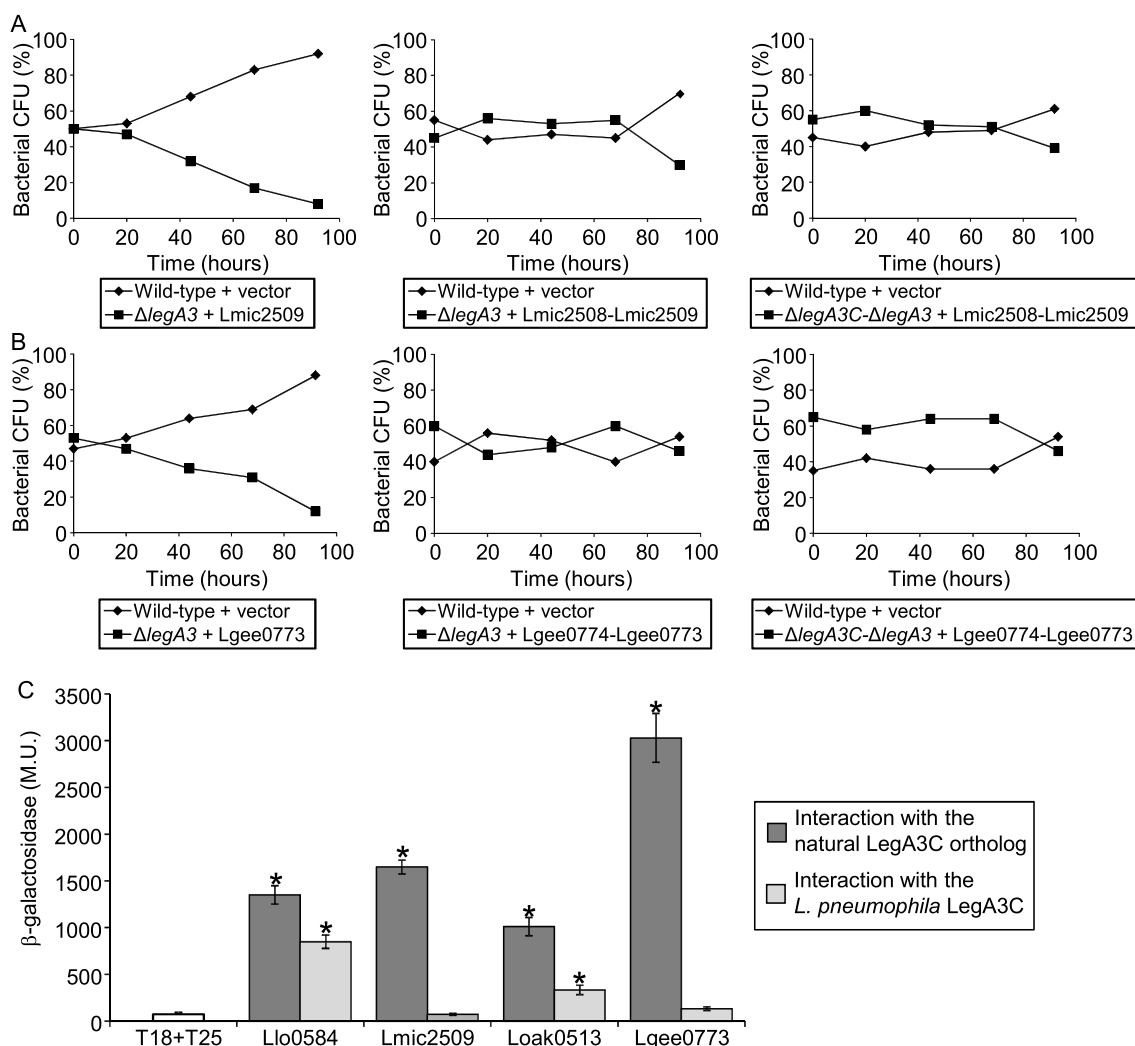 A
Bacterial CFU (%)
100
80
60
40
20
0
0 20 40 60 80 100
Time (hours)
Wild-type + vector
ΔlegA3 + Lmic2509
Bacterial CFU (%)
100
80
60
40
20
0
0 20 40 60 80 100
Time (hours)
Wild-type + vector
ΔlegA3 + Lmic2508-Lmic2509
Bacterial CFU (%)
100
80
60
40
20
0
0 20 40 60 80 100
Time (hours)
Wild-type + vector
ΔlegA3C-ΔlegA3 + Lmic2508-Lmic2509
B
Bacterial CFU (%)
100
80
60
40
20
0
0 20 40 60 80 100
Time (hours)
Wild-type + vector
ΔlegA3 + Lgee0773
Bacterial CFU (%)
100
80
60
40
20
0
0 20 40 60 80 100
Time (hours)
Wild-type + vector
ΔlegA3 + Lgee0774-Lgee0773
Bacterial CFU (%)
100
80
60
40
20
0
0 20 40 60 80 100
Time (hours)
Wild-type + vector
ΔlegA3C-ΔlegA3 + Lgee0774-Lgee0773
C
β-galactosidase (M.U.)
3500
3000
2500
2000
1500
1000
500
0
* * * * * *
T18+T25 Llo0584 Lmic2509 Loak0513 Lgee0773
Interaction with the
natural LegA3C ortholog
Interaction with the
L. pneumophila LegA3C